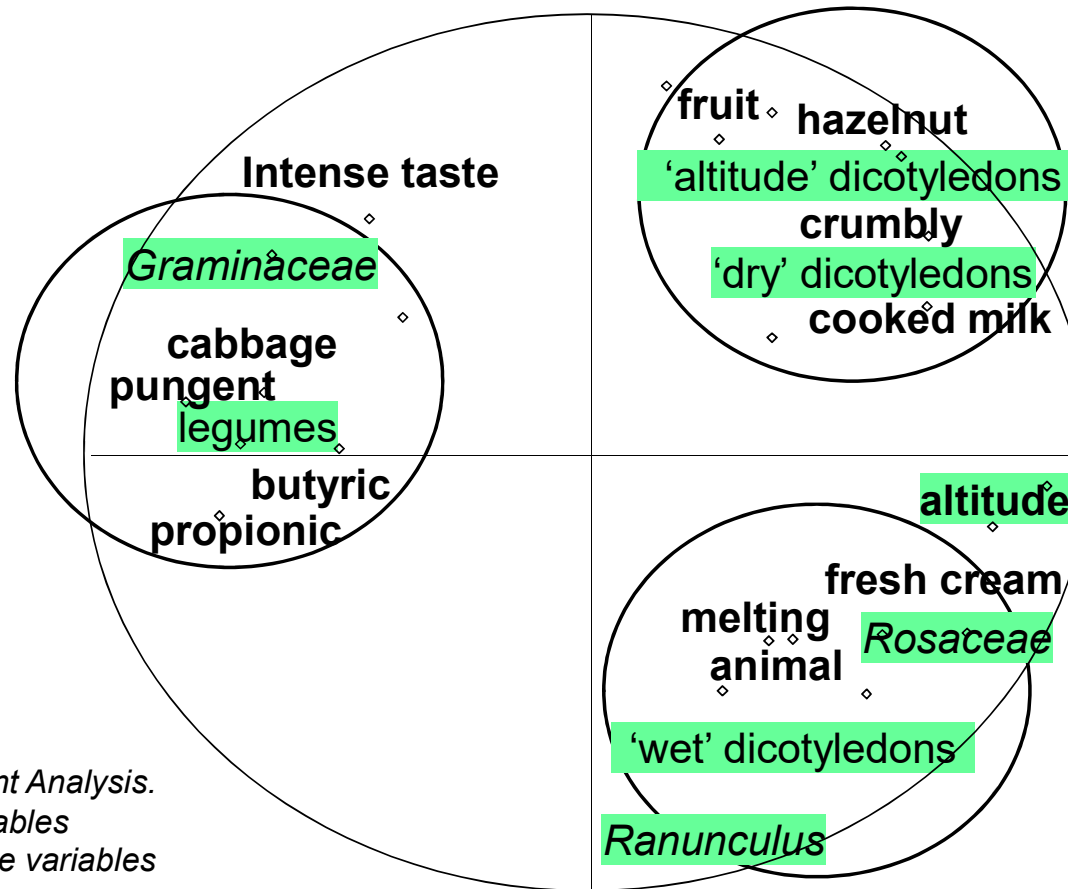 fruit
hazelnut
'altitude' dicotyledons
crumbly
'dry' dicotyledons
cooked milk
Intense taste
Graminaceae
cabbage
pungent
legumes
butyric
propionic
altitude
fresh cream
melting
Rosaceae
animal
'wet' dicotyledons
Ranunculus
nt Analysis.
ables
e variables